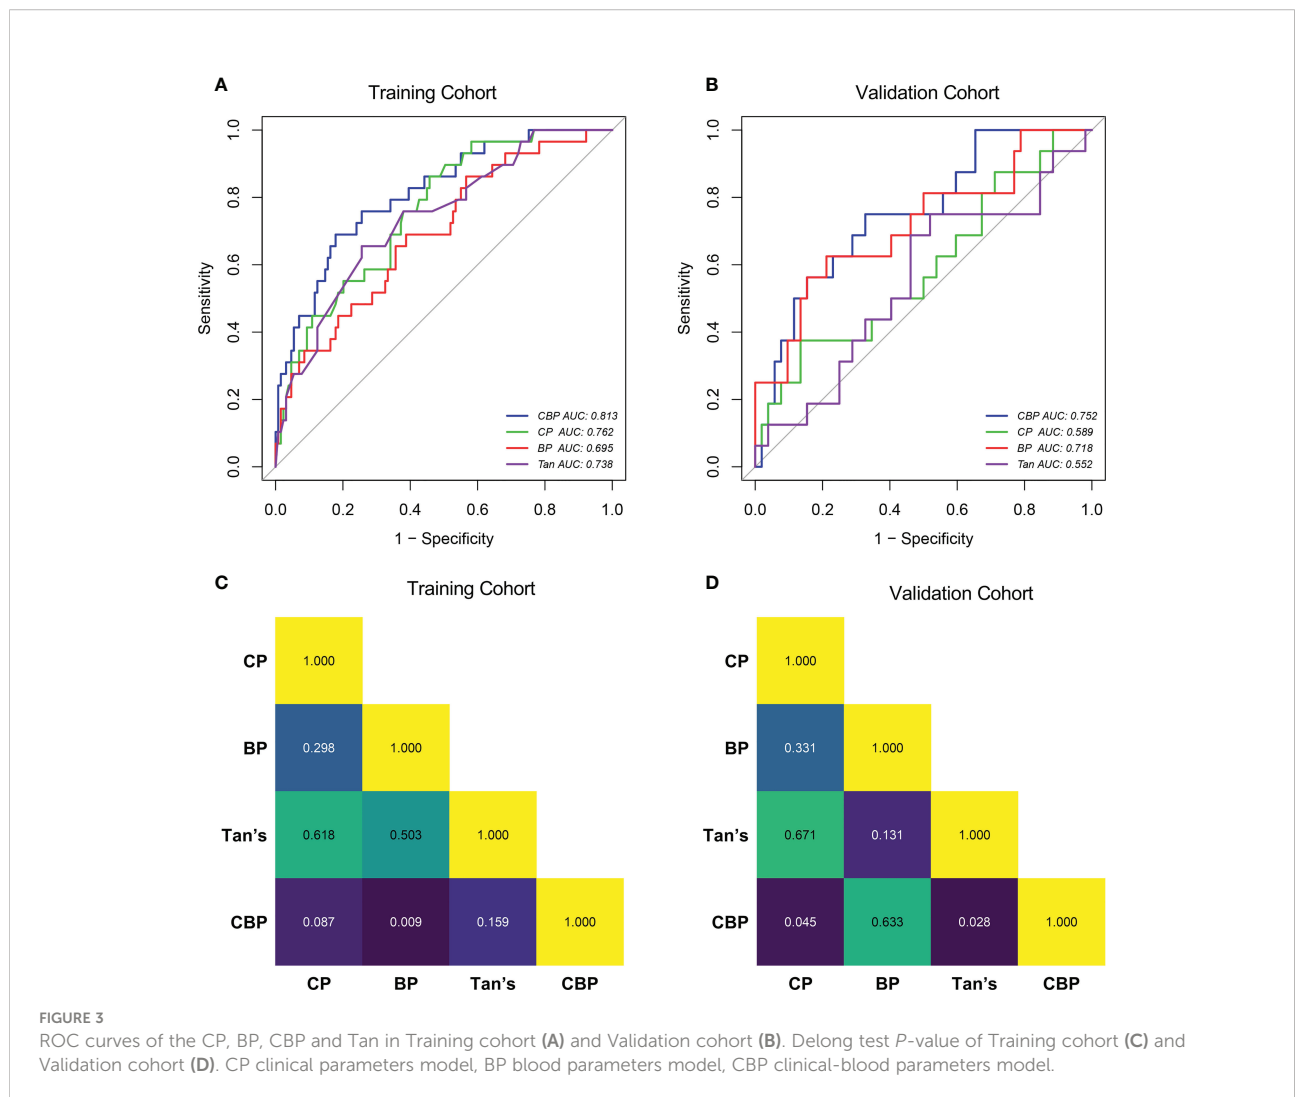 A
Training Cohort
Sensitivity
0.0 0.2 0.4 0.6 0.8 1.0
CBP AUC: 0.813
CP AUC: 0.762
BP AUC: 0.695
Tan AUC: 0.738
0.0 0.2 0.4 0.6 0.8 1.0
1 − Specificity
B
Validation Cohort
Sensitivity
0.0 0.2 0.4 0.6 0.8 1.0
CBP AUC: 0.752
CP AUC: 0.589
BP AUC: 0.718
Tan AUC: 0.552
0.0 0.2 0.4 0.6 0.8 1.0
1 − Specificity
C
Training Cohort
CP 1.000
BP 0.298 1.000
Tan's 0.618 0.503 1.000
CBP 0.087 0.009 0.159 1.000
CP BP Tan's CBP
D
Validation Cohort
CP 1.000
BP 0.331 1.000
Tan's 0.671 0.131 1.000
CBP 0.045 0.633 0.028 1.000
CP BP Tan's CBP
FIGURE 3
ROC curves of the CP, BP, CBP and Tan in Training cohort (A) and Validation cohort (B). Delong test P-value of Training cohort (C) and
Validation cohort (D). CP clinical parameters model, BP blood parameters model, CBP clinical-blood parameters model.